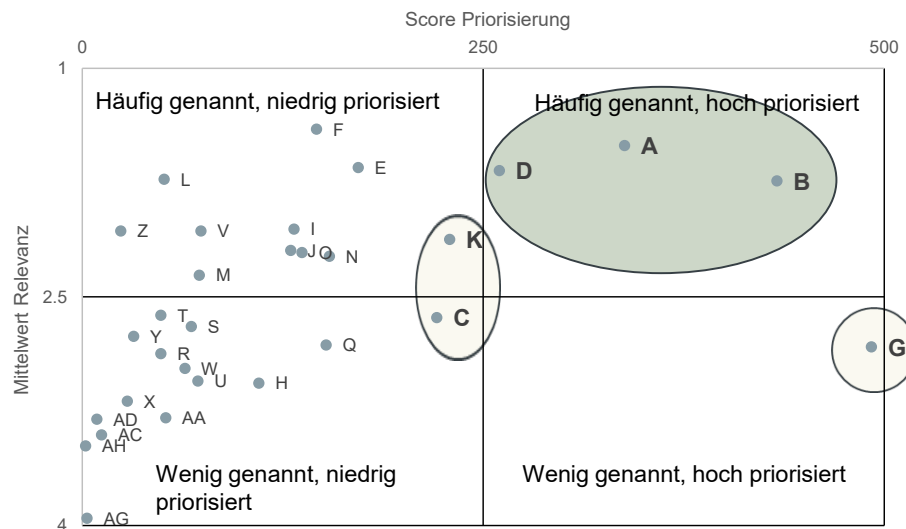 Score Priorisierung
0 250 500
1
Häufig genannt, niedrig priorisiert
Häufig genannt, hoch priorisiert
F
A
E
D
L
B
Z
V
I
K
J
O
N
M
Mittelwert Relevanz
2.5
T
C
S
Y
Q
G
R
W
U
H
X
AD
AA
AC
AH
Wenig genannt, niedrig
priorisiert
Wenig genannt, hoch priorisiert
AG
4